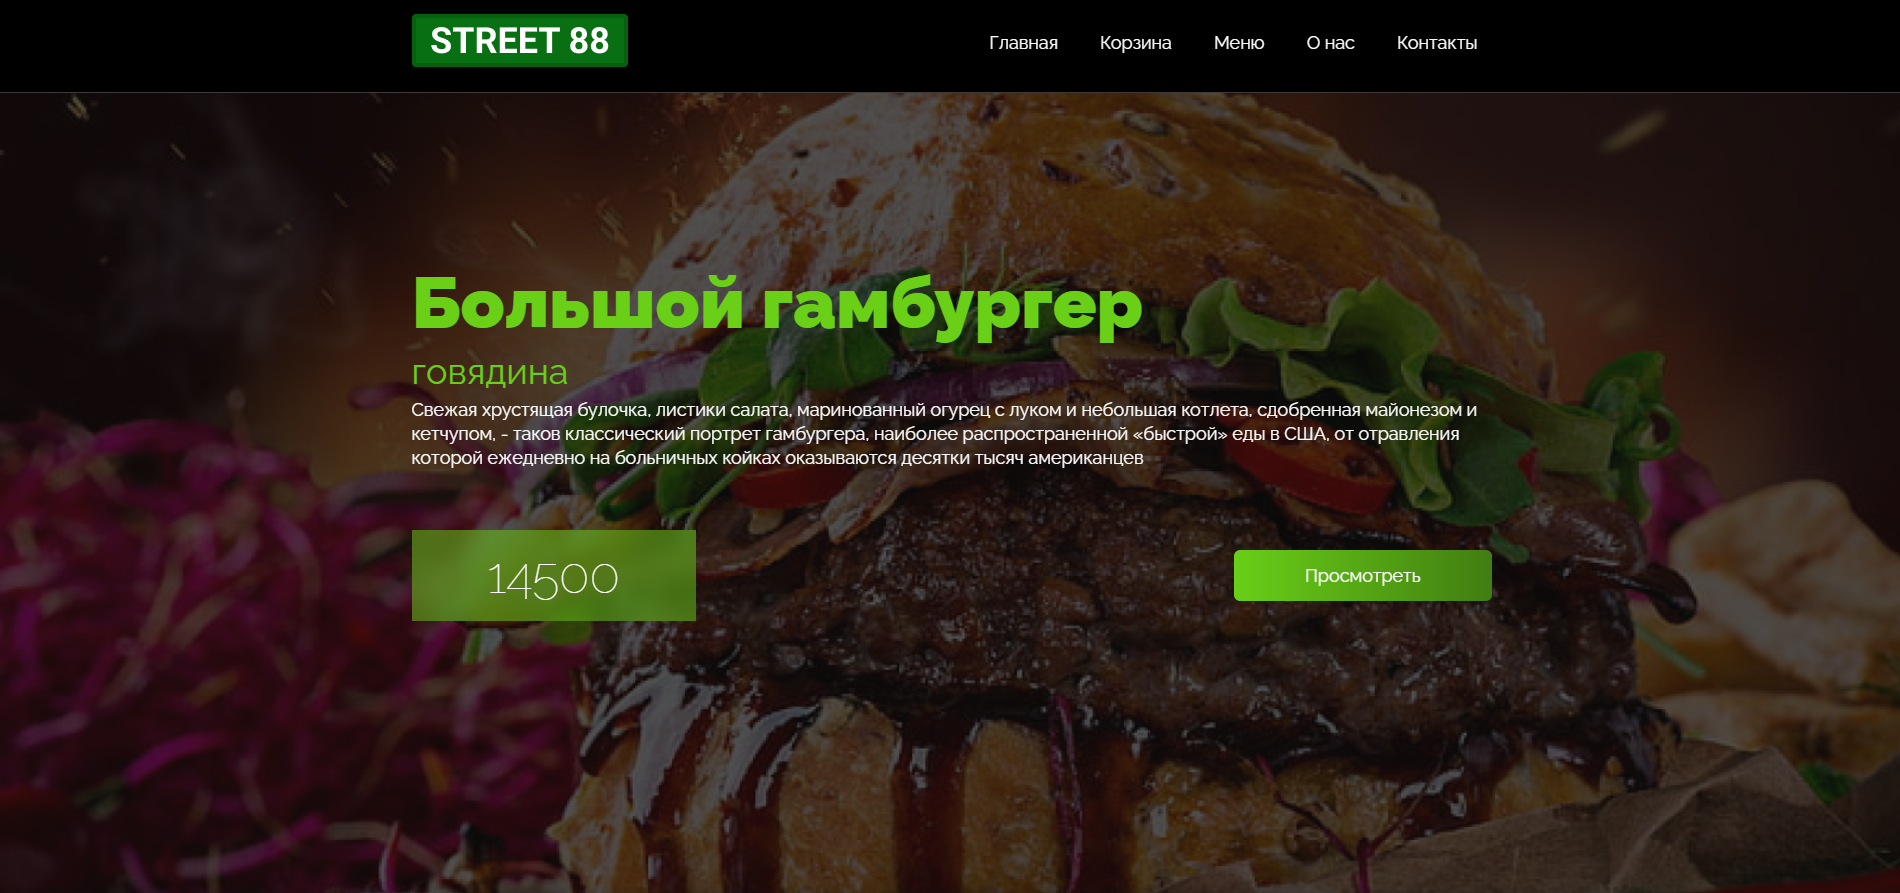 STREET 88
Главная Корзина Меню О нас Контакты
Большой гамбургер
говядина
Свежая хрустящая булочка, листики салата, маринованный огурец с луком и небольшая котлета, сдобренная майонезом и
кетчупом, - таков классический портрет гамбургера, наиболее распространенной «быстрой» еды в США, от отравления
которой ежедневно на больничных койках оказываются десятки тысяч американцев
14500
Просмотреть